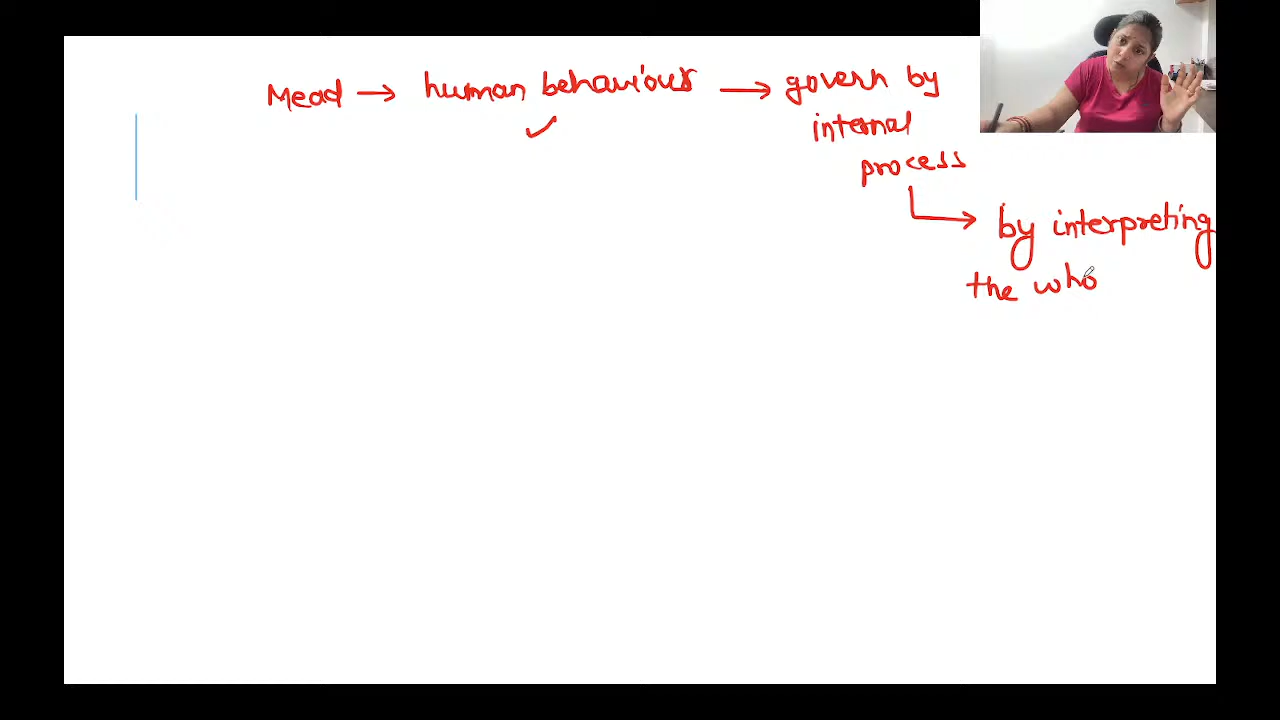 Mead → human behaviour → govern by
internal
process
by interpreting
the who